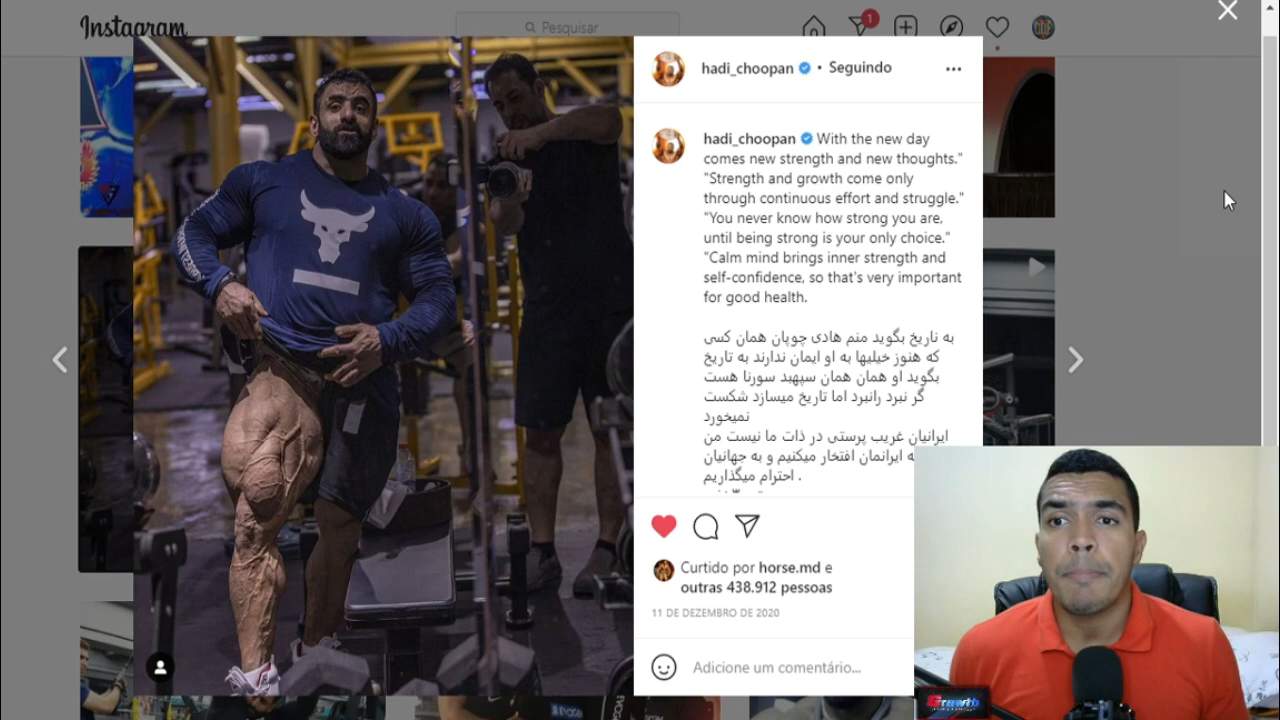 Instagram
Pesquisar
1
hadi_choopan • Seguindo
hadi_choopan With the new day
comes new strength and new thoughts."
"Strength and growth come only
through continuous effort and struggle."
"You never know how strong you are,
until being strong is your only choice."
"Calm mind brings inner strength and
self-confidence, so that's very important
for good health.
به تاریخ بگوید منم هادی چوپان همان کسی
که هنوز خیلیها به او ایمان ندارند به تاریخ
بگوید او همان همان سپهبد سورنا هست
گر نبرد رانبرد اما تاریخ میسازد شکست
نمیخورد
ایرانیان غریب پرستی در ذات ما نیست من
ایرانمان افتخار میکنیم و به جهانیان
احترام میگذاریم .
Curtido por horse.md e
outras 438.912 pessoas
11 DE DEZEMBRO DE 2020
Adicione um comentário...
Growth